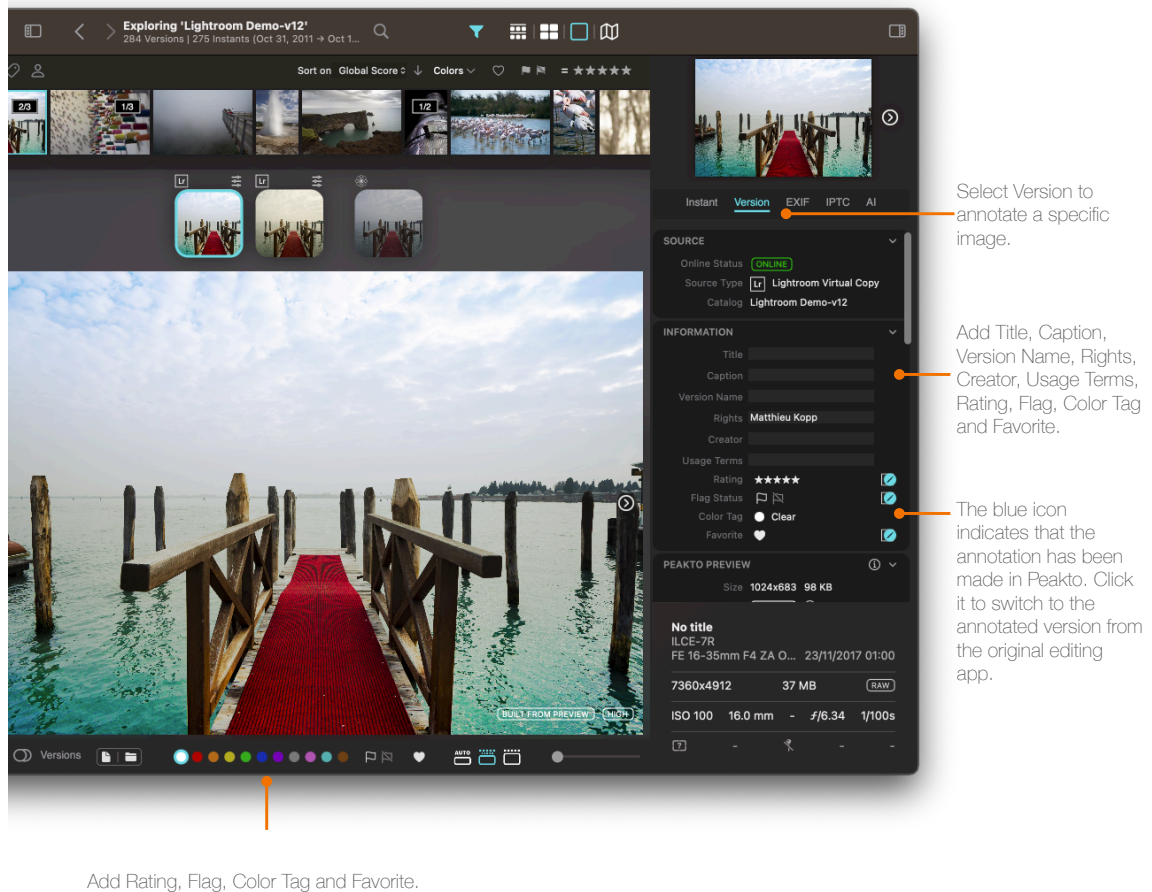 Exploring 'Lightroom Demo-v12'
284 Versions | 275 Instants (Oct 31, 2011 → Oct 1...
Sort on Global Score ↓ Colors = ★★★★★
2/3
1/3
1/2
Lr
Lr
Instant Version EXIF IPTC AI
Select Version to
annotate a specific
image.
SOURCE
Online Status ONLINE
Source Type Lr Lightroom Virtual Copy
Catalog Lightroom Demo-v12
INFORMATION
Title
Caption
Version Name
Rights Matthieu Kopp
Creator
Usage Terms
Rating ★★★★★
Flag Status
Color Tag Clear
Favorite
Add Title, Caption,
Version Name, Rights,
Creator, Usage Terms,
Rating, Flag, Color Tag
and Favorite.
The blue icon
indicates that the
annotation has been
made in Peakto. Click
it to switch to the
annotated version from
the original editing
app.
PEAKTO PREVIEW
Size 1024x683 98 KB
No title
ILCE-7R
FE 16-35mm F4 ZA O... 23/11/2017 01:00
7360x4912 37 MB RAW
ISO 100 16.0 mm - ƒ/6.34 1/100s
? - - -
BUILT FROM PREVIEW HIGH
Versions
AUTO
Add Rating, Flag, Color Tag and Favorite.